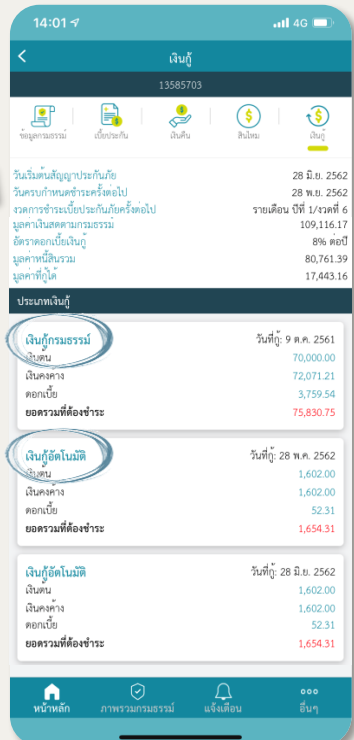 14:01
4G
เงินกู้
13585703
ข้อมูลกรมธรรม์ เบี้ยประกัน เงินคืน สินไหม เงินกู้
วันเริ่มต้นสัญญาประกันภัย 28 มิ.ย. 2562
วันครบกำหนดชำระครั้งต่อไป 28 พ.ย. 2562
งวดการชำระเบี้ยประกันภัยครั้งต่อไป รายเดือน ปีที่ 1/งวดที่ 6
มูลค่าเงินสดตามกรมธรรม์ 109,116.17
อัตราดอกเบี้ยเงินกู้ 8% ต่อปี
มูลค่าหนี้สินรวม 80,761.39
มูลค่าที่กู้ได้ 17,443.16
ประเภทเงินกู้
เงินกู้กรมธรรม์ วันที่กู้: 9 ต.ค. 2561
เงินต้น 70,000.00
เงินคงค้าง 72,071.21
ดอกเบี้ย 3,759.54
ยอดรวมที่ต้องชำระ 75,830.75
เงินกู้อัตโนมัติ วันที่กู้: 28 พ.ค. 2562
เงินต้น 1,602.00
เงินคงค้าง 1,602.00
ดอกเบี้ย 52.31
ยอดรวมที่ต้องชำระ 1,654.31
เงินกู้อัตโนมัติ วันที่กู้: 28 มิ.ย. 2562
เงินต้น 1,602.00
เงินคงค้าง 1,602.00
ดอกเบี้ย 52.31
ยอดรวมที่ต้องชำระ 1,654.31
หน้าหลัก ภาพรวมกรมธรรม์ แจ้งเตือน อื่นๆ